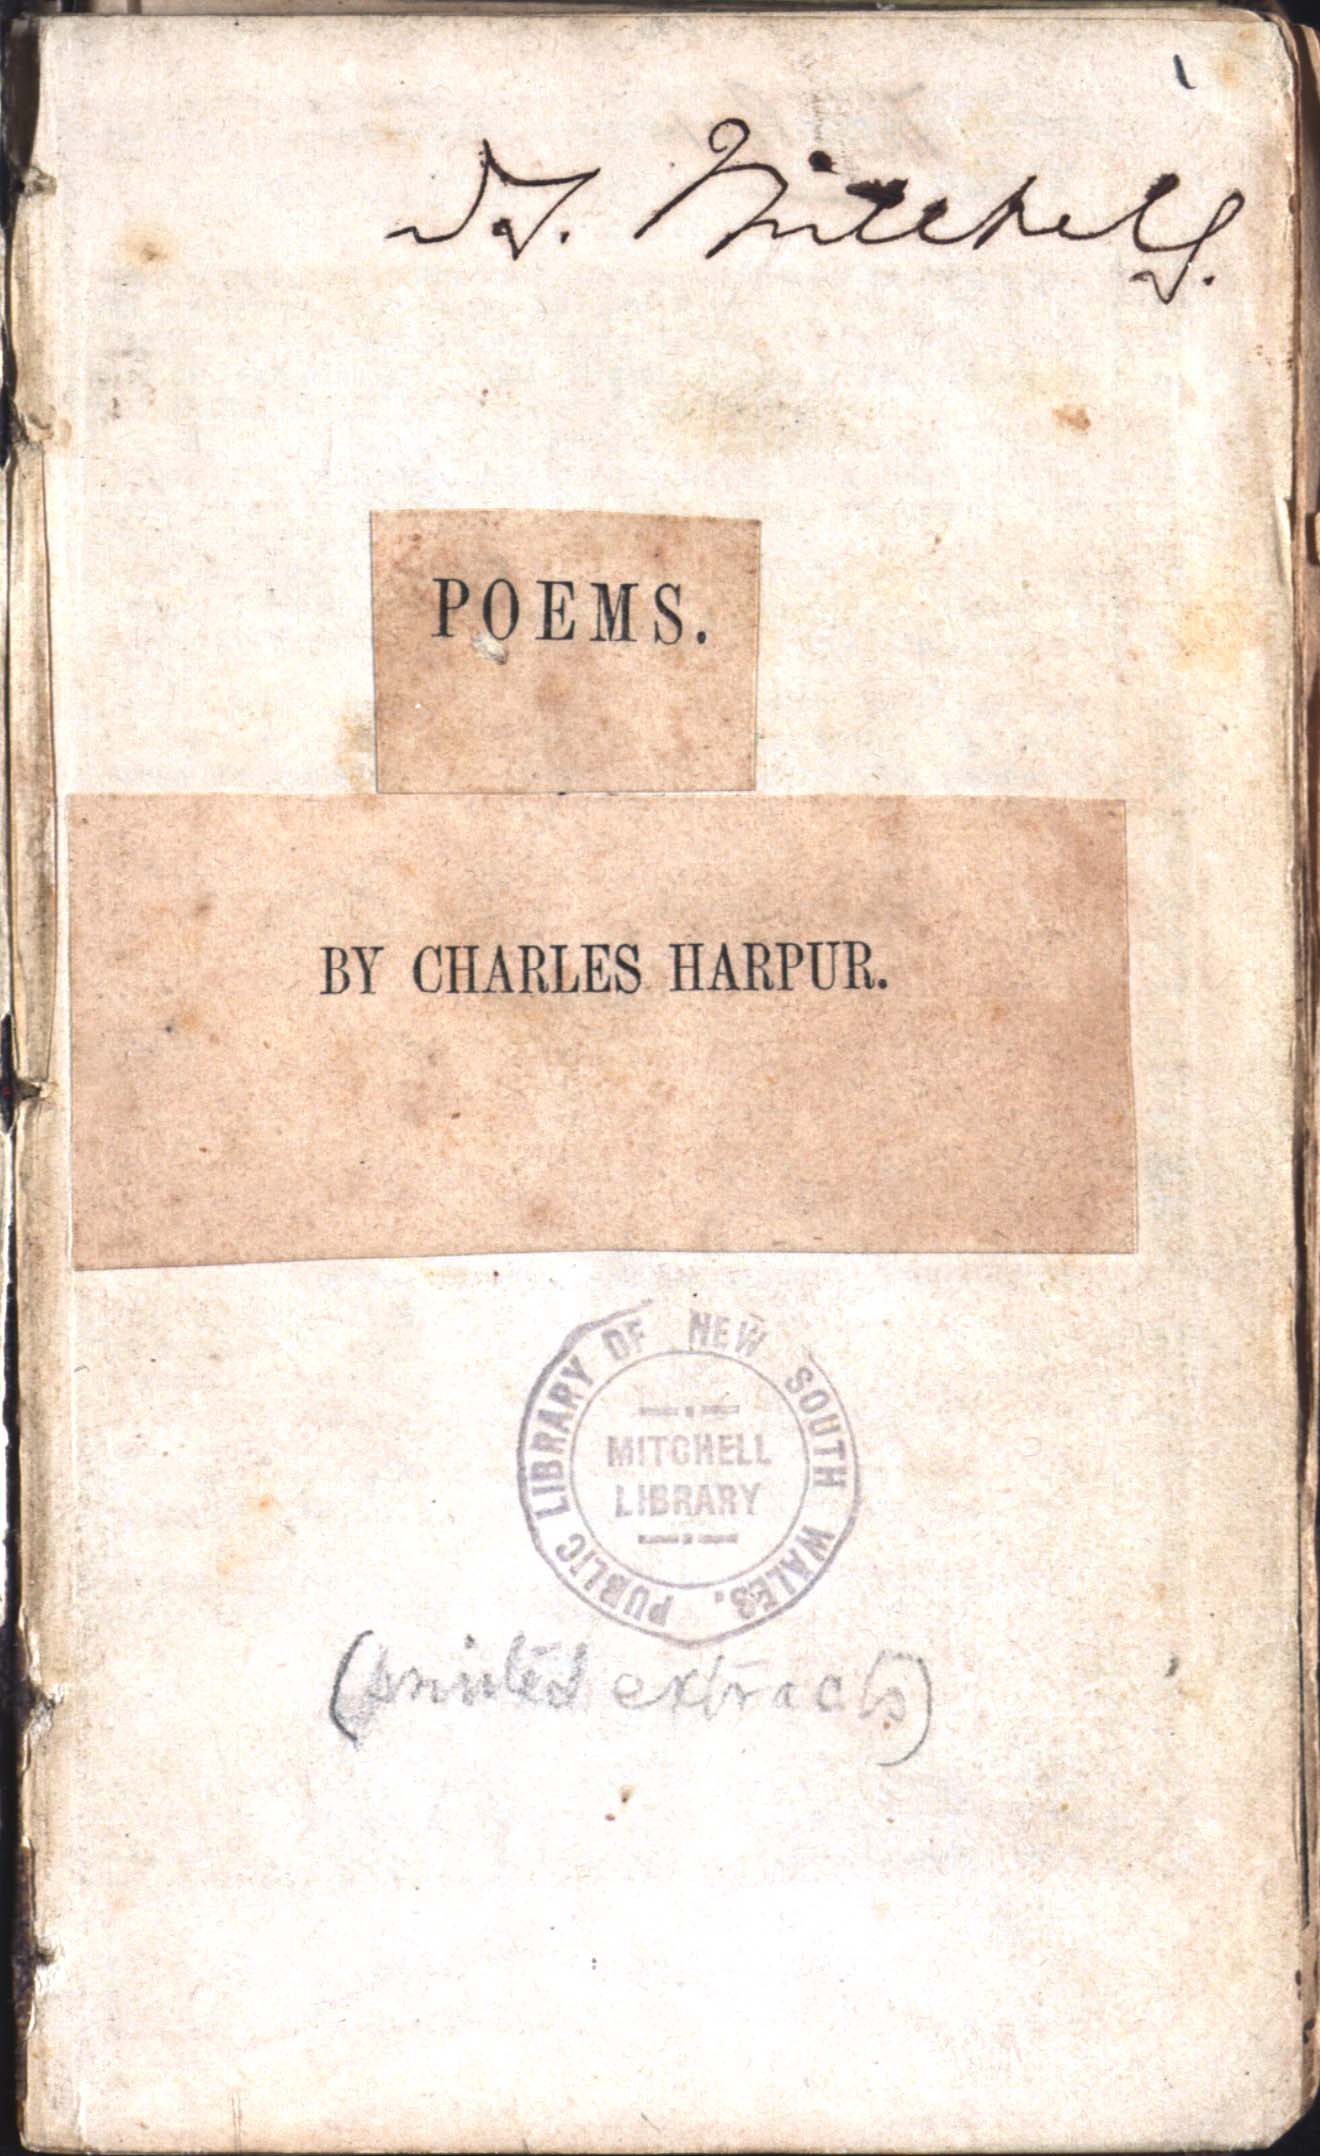 Mitchell.
POEMS.
BY CHARLES HARPUR.
PUBLIC LIBRARY OF NEW SOUTH WALES.
MITCHELL
LIBRARY
(printed extracts)